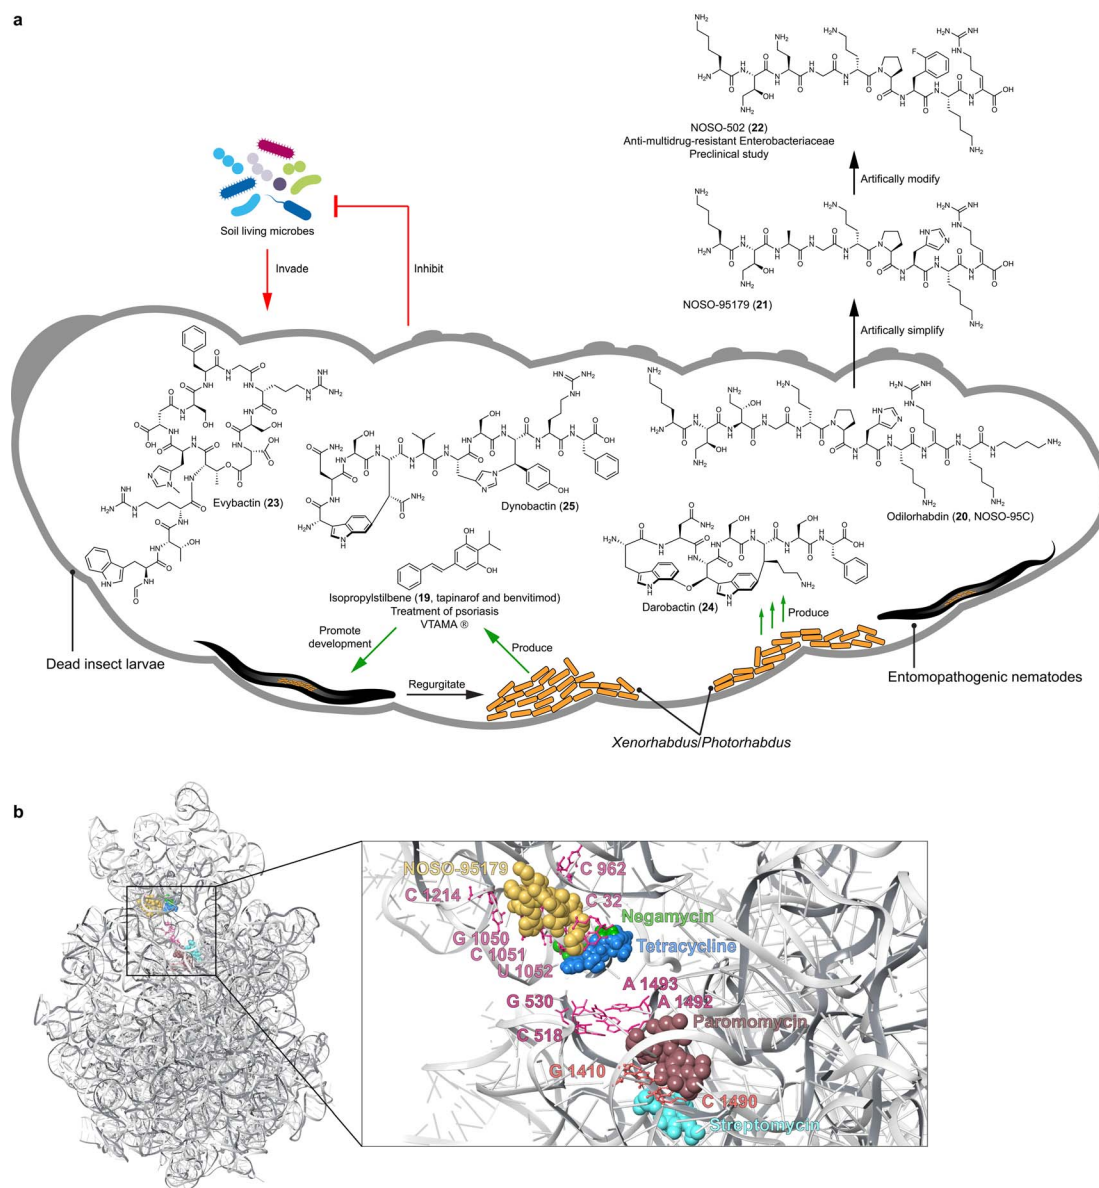 a
NOSO-502 (22)
Anti-multidrug-resistant Enterobacteriaceae
Preclinical study
Artifically modify
Soil living microbes
Invade
Inhibit
NOSO-95179 (21)
Artifically simplify
Evybactin (23)
Dynobactin (25)
Odilorhabdin (20, NOSO-95C)
Isopropylstilbene (19, tapinarof and benvitimod)
Treatment of psoriasis
VTAMA ®
Darobactin (24)
Promote
development
Produce
Produce
Dead insect larvae
Regurgitate
Entomopathogenic nematodes
Xenorhabdus/Photorhabdus
b
NOSO-95179
C 962
C 1214
C 32
Negamycin
G 1050
C 1051
Tetracycline
U 1052
A 1493
G 530
A 1492
Paromomycin
C 518
G 1410
C 1490
Streptomycin